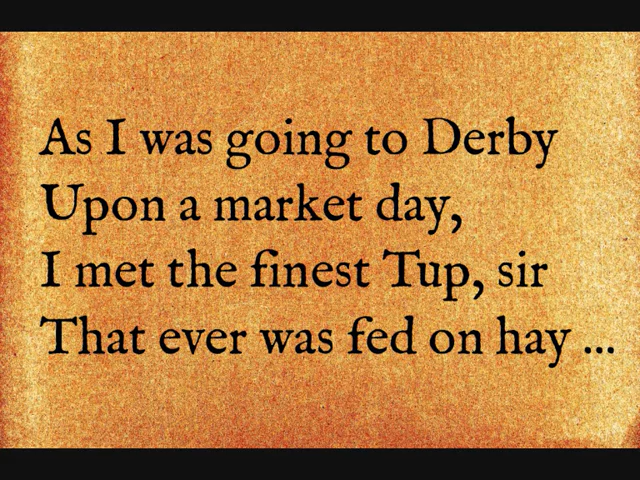 As I was going to Derby
Upon a market day,
I met the finest Tup, sir
That ever was fed on hay ...